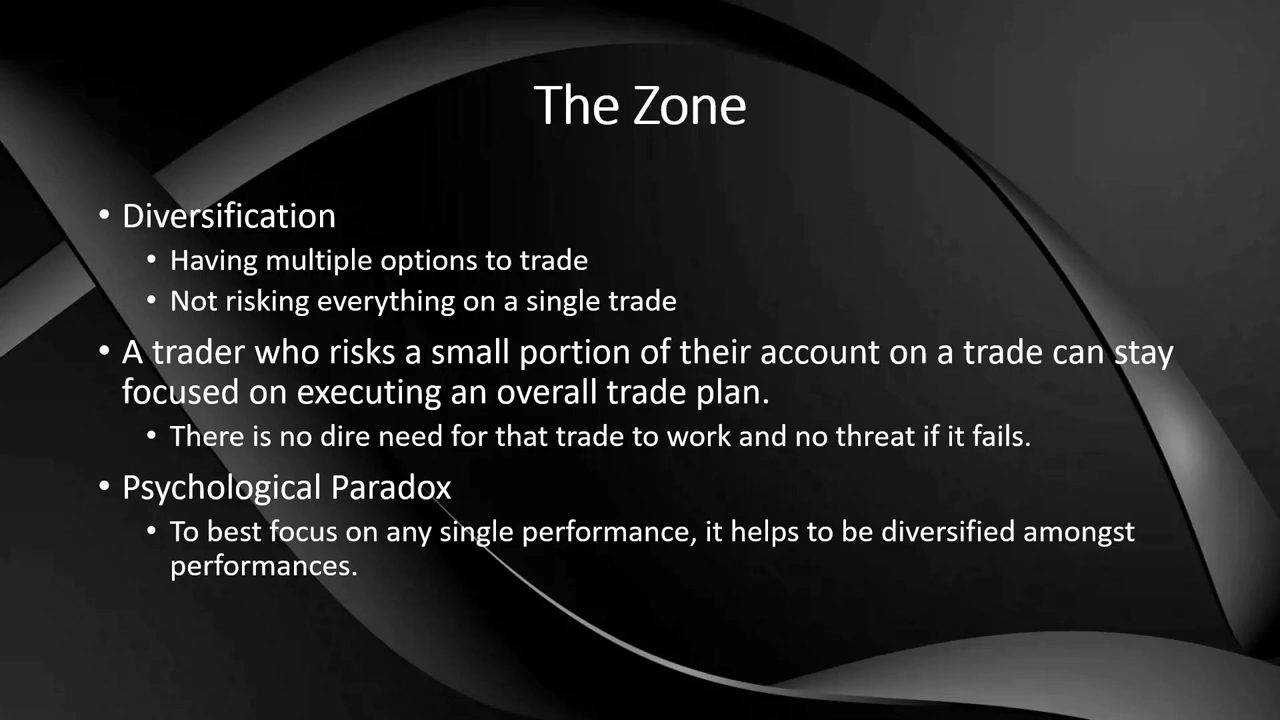 The Zone
• Diversification
• Having multiple options to trade
• Not risking everything on a single trade
• A trader who risks a small portion of their account on a trade can stay
focused on executing an overall trade plan.
• There is no dire need for that trade to work and no threat if it fails.
• Psychological Paradox
• To best focus on any single performance, it helps to be diversified amongst
performances.